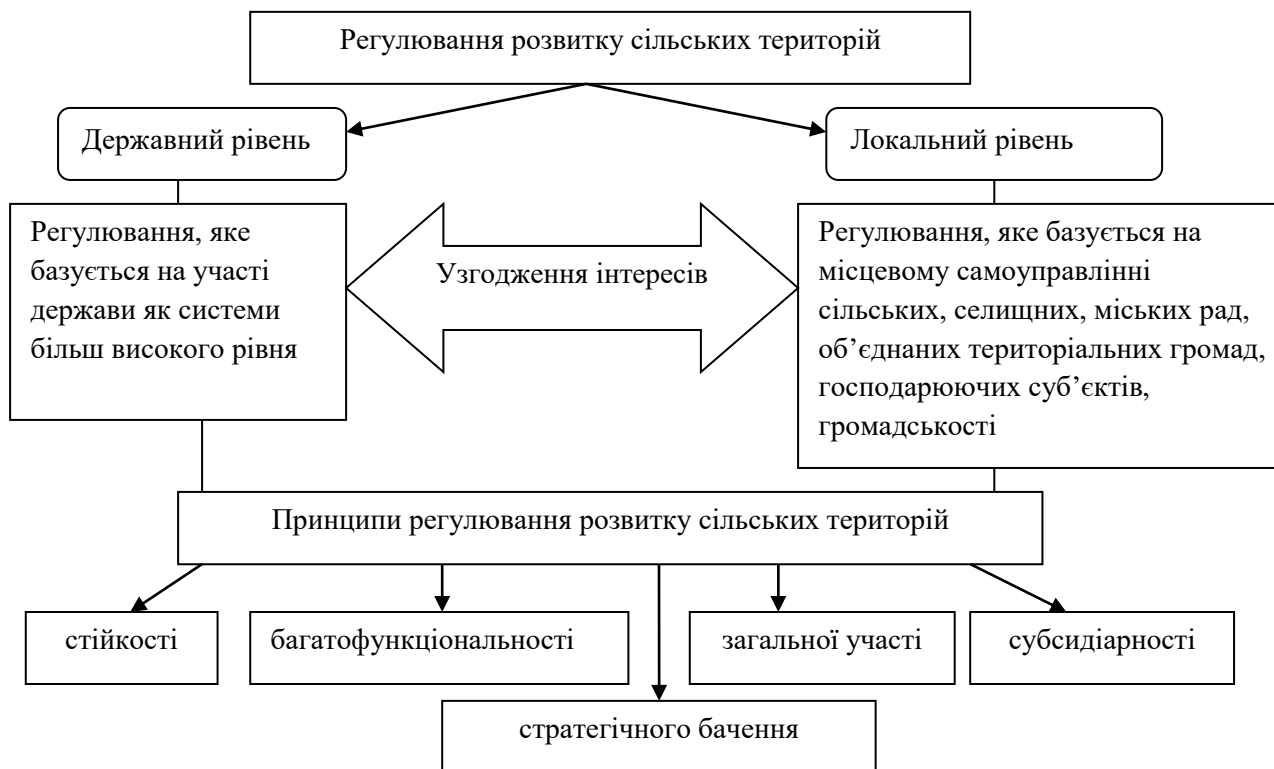 Регулювання розвитку сільських територій
Державний рівень
Локальний рівень
Регулювання, яке
базується на участі
держави як системи
більш високого рівня
Узгодження інтересів
Регулювання, яке базується на
місцевому самоуправлінні
сільських, селищних, міських рад,
об’єднаних територіальних громад,
господарюючих суб’єктів,
громадськості
Принципи регулювання розвитку сільських територій
стійкості
багатофункціональності
загальної участі
субсидіарності
стратегічного бачення